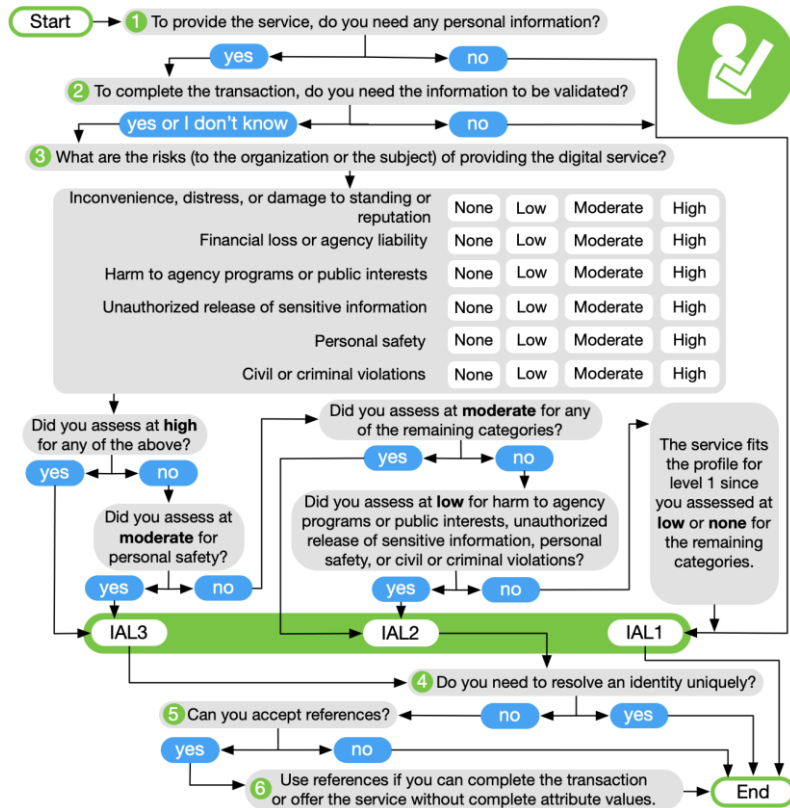 Start
1 To provide the service, do you need any personal information?
yes
no
2 To complete the transaction, do you need the information to be validated?
yes or I don't know
no
3 What are the risks (to the organization or the subject) of providing the digital service?
Inconvenience, distress, or damage to standing or
reputation
None Low Moderate High
Financial loss or agency liability None Low Moderate High
Harm to agency programs or public interests None Low Moderate High
Unauthorized release of sensitive information None Low Moderate High
Personal safety None Low Moderate High
Civil or criminal violations None Low Moderate High
Did you assess at high
for any of the above?
yes
no
Did you assess at
moderate for
personal safety?
yes
no
Did you assess at moderate for any
of the remaining categories?
yes
no
Did you assess at low for harm to agency
programs or public interests, unauthorized
release of sensitive information, personal
safety, or civil or criminal violations?
yes
no
The service fits
the profile for
level 1 since
you assessed at
low or none for
the remaining
categories.
IAL3
IAL2
IAL1
4 Do you need to resolve an identity uniquely?
no
yes
5 Can you accept references?
yes
no
6 Use references if you can complete the transaction
or offer the service without complete attribute values.
End